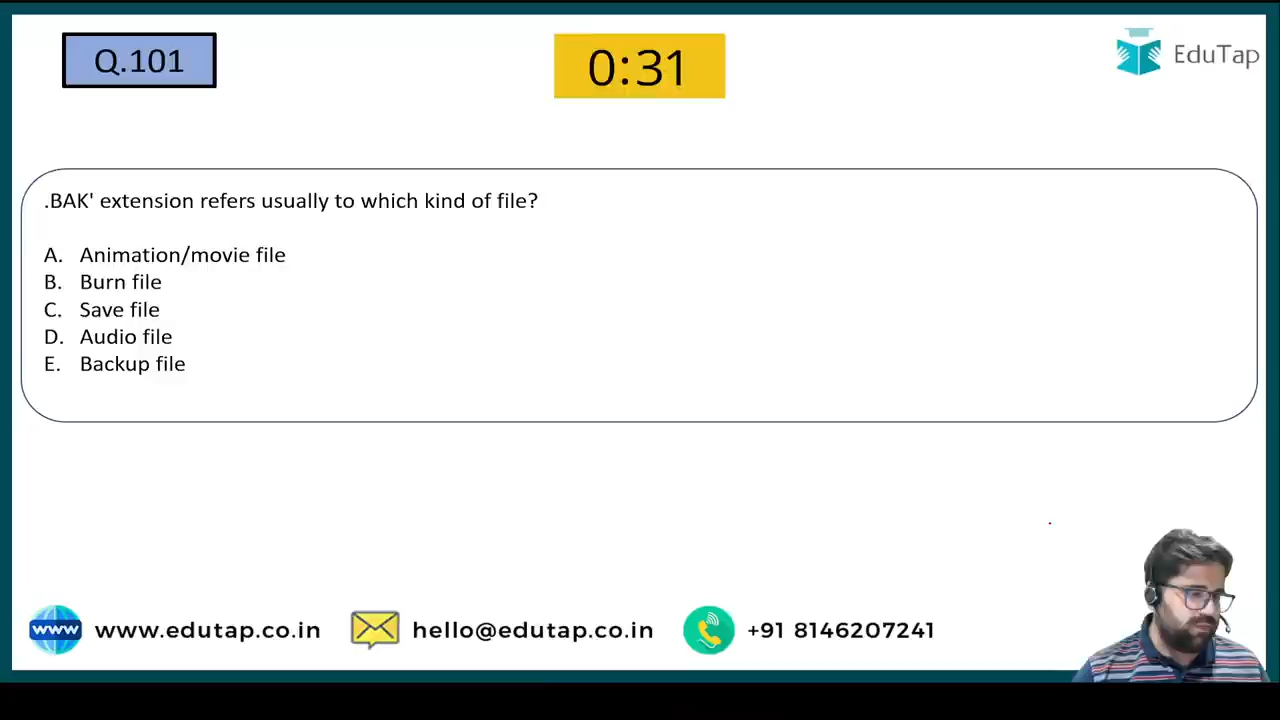 Q.101
0:31
EduTap
.BAK' extension refers usually to which kind of file?
A. Animation/movie file
B. Burn file
C. Save file
D. Audio file
E. Backup file
www
www.edutap.co.in
hello@edutap.co.in
+91 8146207241